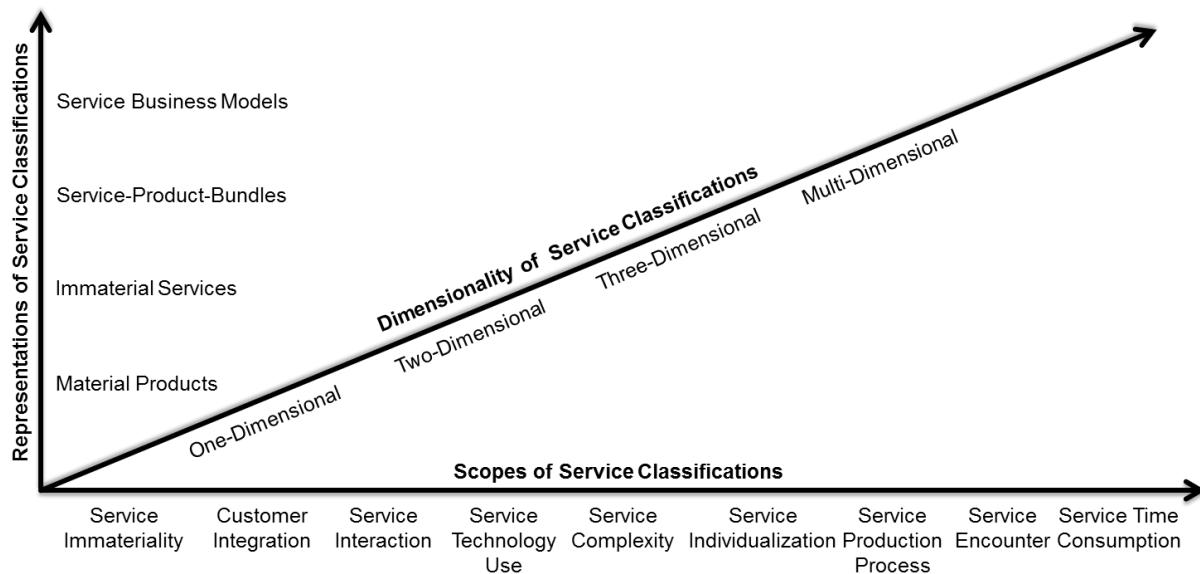 Representations of Service Classifications
Service Business Models
Service-Product-Bundles
Immaterial Services
Material Products
Dimensionality of Service Classifications
One-Dimensional
Two-Dimensional
Three-Dimensional
Multi-Dimensional
Scopes of Service Classifications
Service
Immateriality
Customer
Integration
Service
Interaction
Service
Technology
Use
Service
Complexity
Service
Individualization
Service
Production
Process
Service
Encounter
Service Time
Consumption